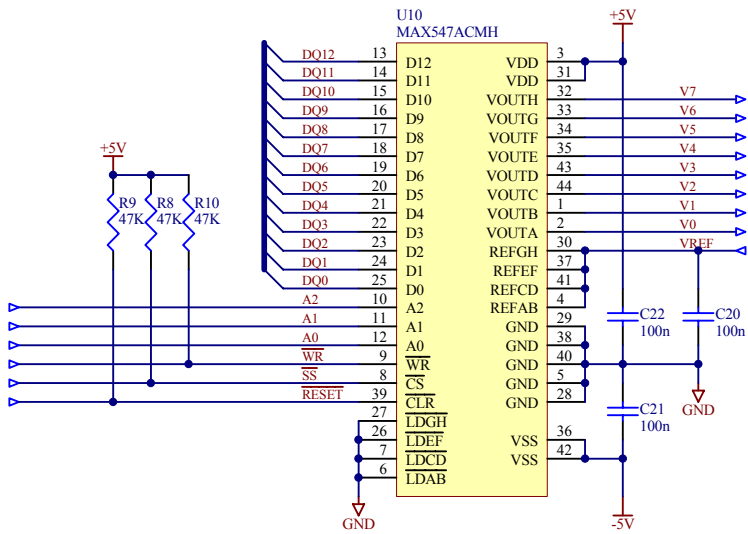 U10
MAX547ACMH
+5V
DQ12 13 D12 VDD 3
DQ11 14 D11 VDD 31
DQ10 15 D10 VOUTH 32 V7
DQ9 16 D9 VOUTG 33 V6
DQ8 17 D8 VOUTF 34 V5
DQ7 18 D7 VOUTE 35 V4
+5V
DQ6 19 D6 VOUTD 43 V3
DQ5 20 D5 VOUTC 44 V2
R9 R8 R10
47K 47K 47K
DQ4 21 D4 VOUTB 1 V1
DQ3 22 D3 VOUTA 2 V0
DQ2 23 D2 REFGH 30 VREF
DQ1 24 D1 REFEF 37
DQ0 25 D0 REFCD 41
A2 10 A2 REFAB 4
A1 11 A1 GND 29
C22 C20
100n 100n
A0 12 A0 GND 38
WR 9 WR GND 40
SS 8 CS GND 5
RESET 39 CLR GND 28
C21
100n
GND
27 LDGH
26 LDEF VSS 36
7 LDCD VSS 42
6 LDAB
GND
-5V